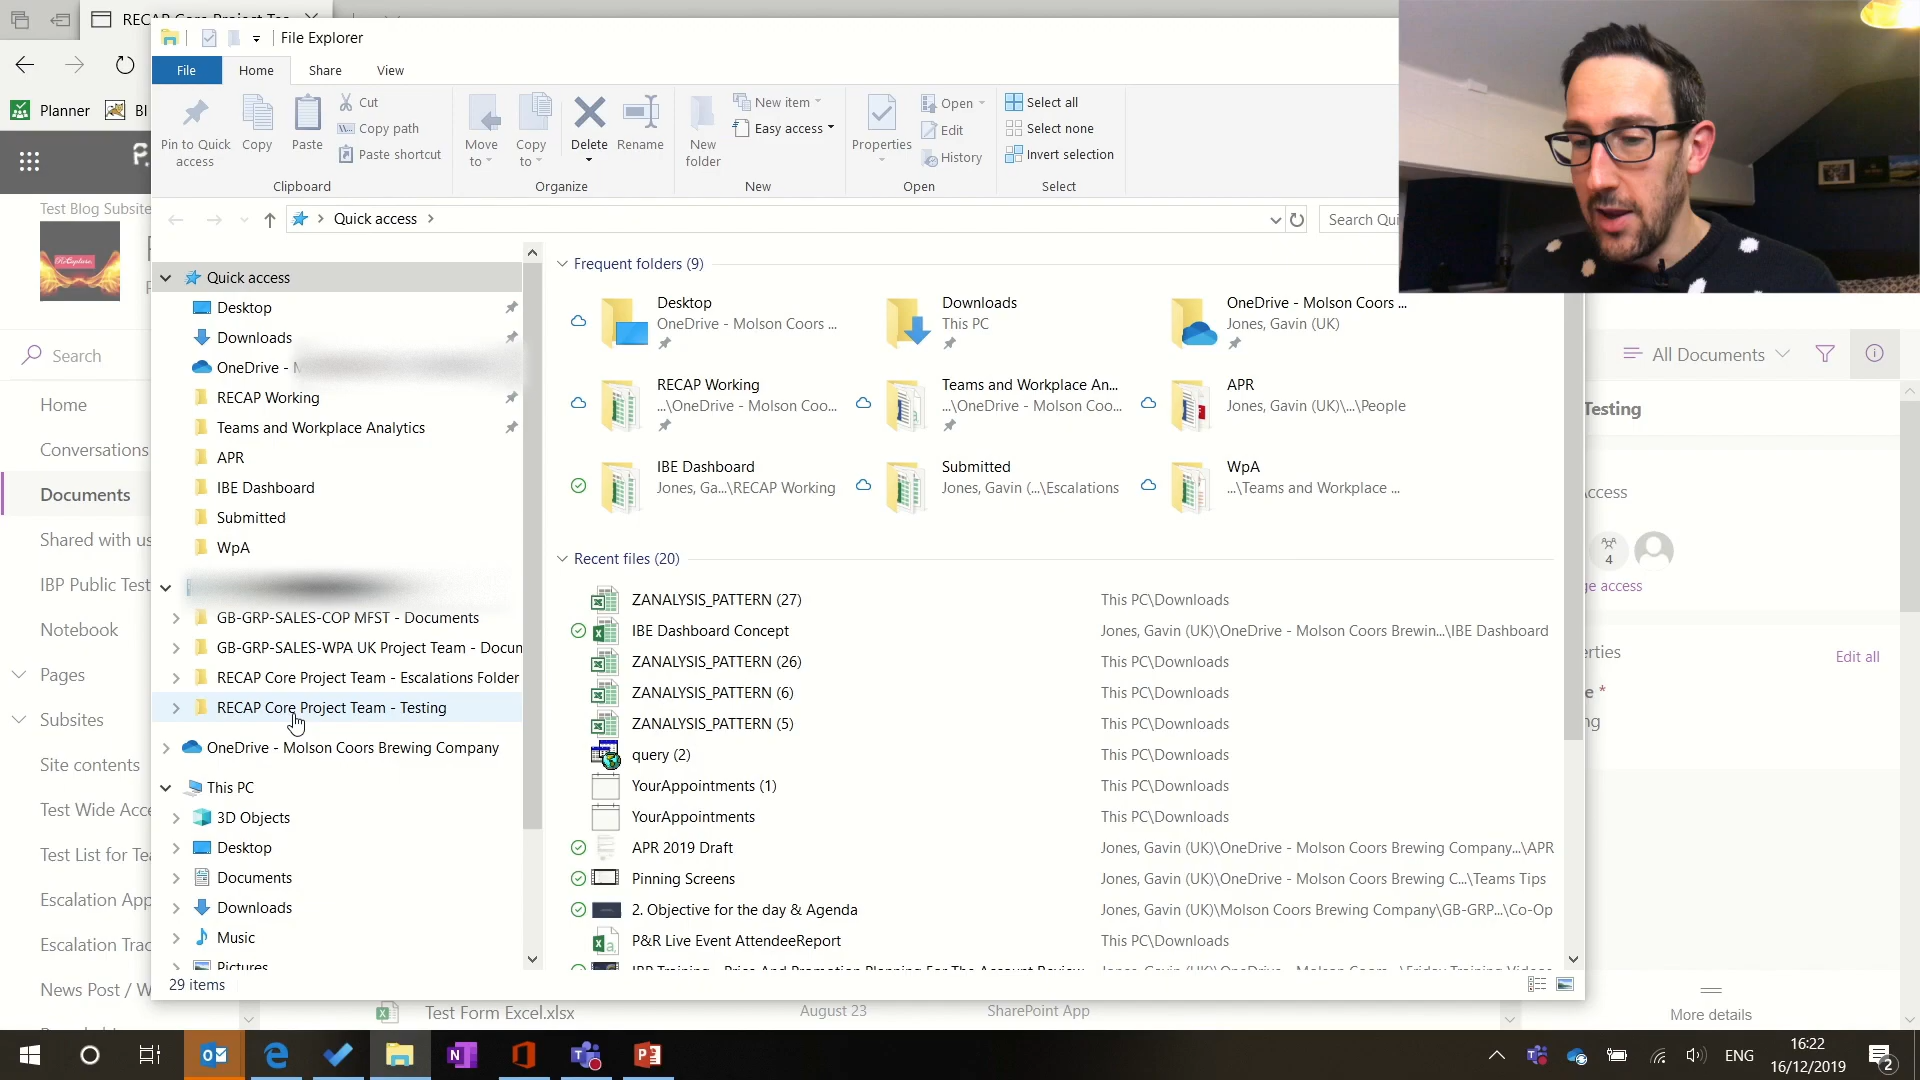 RECAP Core Project Tea
File Explorer
File
Home
Share
View
Planner
Bl
Pin to Quick access
Copy
Paste
Cut
Copy path
Paste shortcut
Clipboard
Move to
Copy to
Delete
Rename
Organize
New folder
New item
Easy access
New
Properties
Open
Edit
History
Open
Select all
Select none
Invert selection
Select
Quick access
Search Qui
Test Blog Subsite
Search
Home
Conversations
Documents
Shared with us
IBP Public Test
Notebook
Pages
Subsites
Site contents
Test Wide Acce
Test List for Tea
Escalation App
Escalation Trac
News Post / W
Quick access
Desktop
Downloads
OneDrive - M
RECAP Working
Teams and Workplace Analytics
APR
IBE Dashboard
Submitted
WpA
GB-GRP-SALES-COP MFST - Documents
GB-GRP-SALES-WPA UK Project Team - Docun
RECAP Core Project Team - Escalations Folder
RECAP Core Project Team - Testing
OneDrive - Molson Coors Brewing Company
This PC
3D Objects
Desktop
Documents
Downloads
Music
Pictures
29 items
Frequent folders (9)
Desktop
OneDrive - Molson Coors ...
Downloads
This PC
OneDrive - Molson Coors ...
Jones, Gavin (UK)
RECAP Working
...\OneDrive - Molson Coo...
Teams and Workplace An...
...\OneDrive - Molson Coo...
APR
Jones, Gavin (UK)\...\People
IBE Dashboard
Jones, Ga...\RECAP Working
Submitted
Jones, Gavin (...\Escalations
WpA
...\Teams and Workplace ...
Recent files (20)
ZANALYSIS_PATTERN (27) This PC\Downloads
IBE Dashboard Concept Jones, Gavin (UK)\OneDrive - Molson Coors Brewin...\IBE Dashboard
ZANALYSIS_PATTERN (26) This PC\Downloads
ZANALYSIS_PATTERN (6) This PC\Downloads
ZANALYSIS_PATTERN (5) This PC\Downloads
query (2) This PC\Downloads
YourAppointments (1) This PC\Downloads
YourAppointments This PC\Downloads
APR 2019 Draft Jones, Gavin (UK)\OneDrive - Molson Coors Brewing Company...\APR
Pinning Screens Jones, Gavin (UK)\OneDrive - Molson Coors Brewing C...\Teams Tips
2. Objective for the day & Agenda Jones, Gavin (UK)\Molson Coors Brewing Company\GB-GRP...\Co-Op
P&R Live Event AttendeeReport This PC\Downloads
IBP Training - Price And Promotion Planning For The Account Review
All Documents
Testing
Access
4
ge access
erties
Edit all
e *
ng
More details
Test Form Excel.xlsx August 23 SharePoint App
ENG
16:22
16/12/2019
2